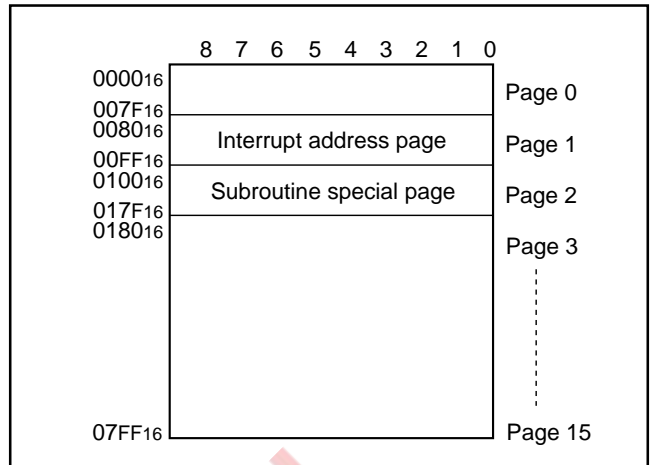 8 7 6 5 4 3 2 1 0
000016
Page 0
007F16
008016
Interrupt address page
Page 1
00FF16
010016
Subroutine special page
Page 2
017F16
018016
Page 3
07FF16
Page 15